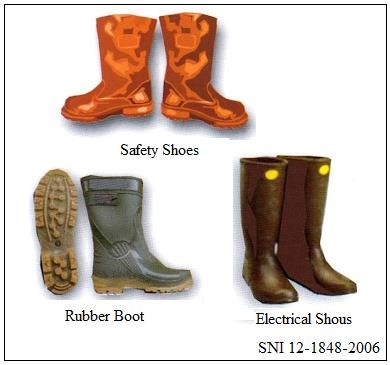 Safety Shoes
Rubber Boot
Electrical Shous
SNI 12-1848-2006